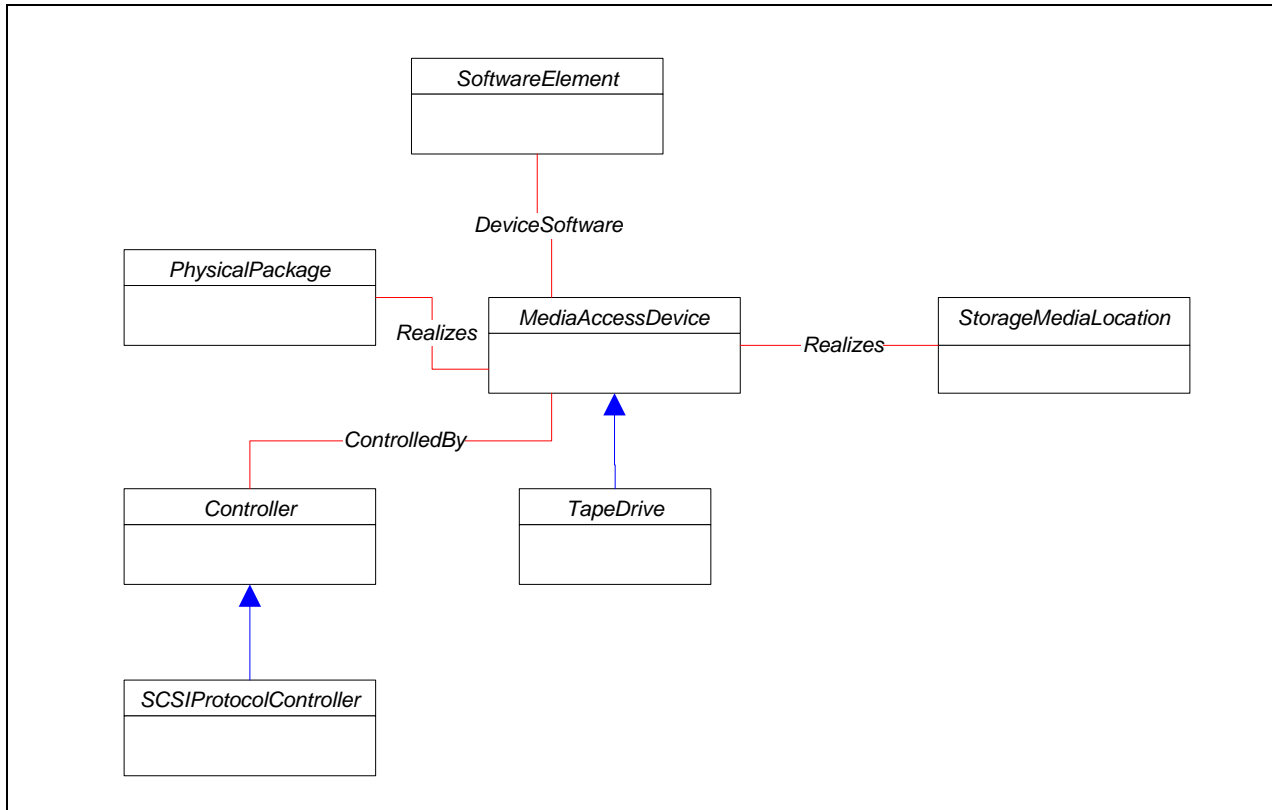 SoftwareElement
DeviceSoftware
PhysicalPackage
Realizes
MediaAccessDevice
Realizes
StorageMediaLocation
ControlledBy
Controller
TapeDrive
SCSIProtocolController